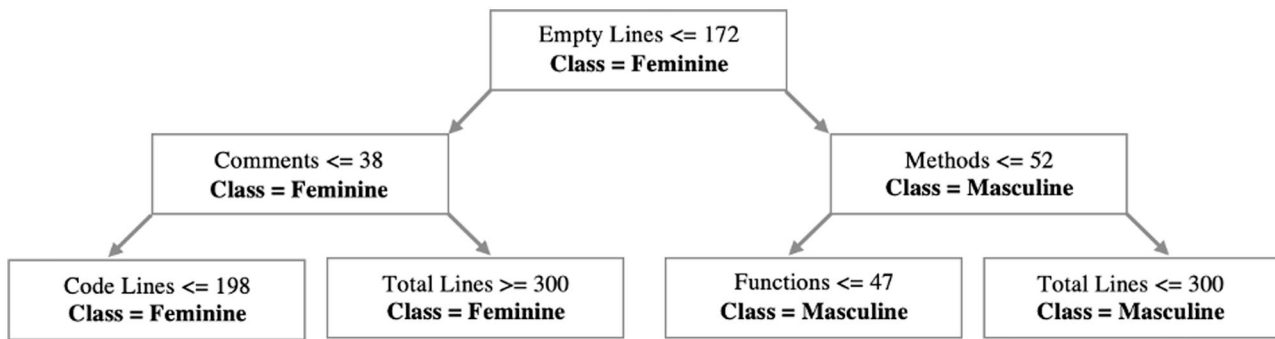 Empty Lines <= 172
Class = Feminine
Comments <= 38
Class = Feminine
Methods <= 52
Class = Masculine
Code Lines <= 198
Class = Feminine
Total Lines >= 300
Class = Feminine
Functions <= 47
Class = Masculine
Total Lines <= 300
Class = Masculine